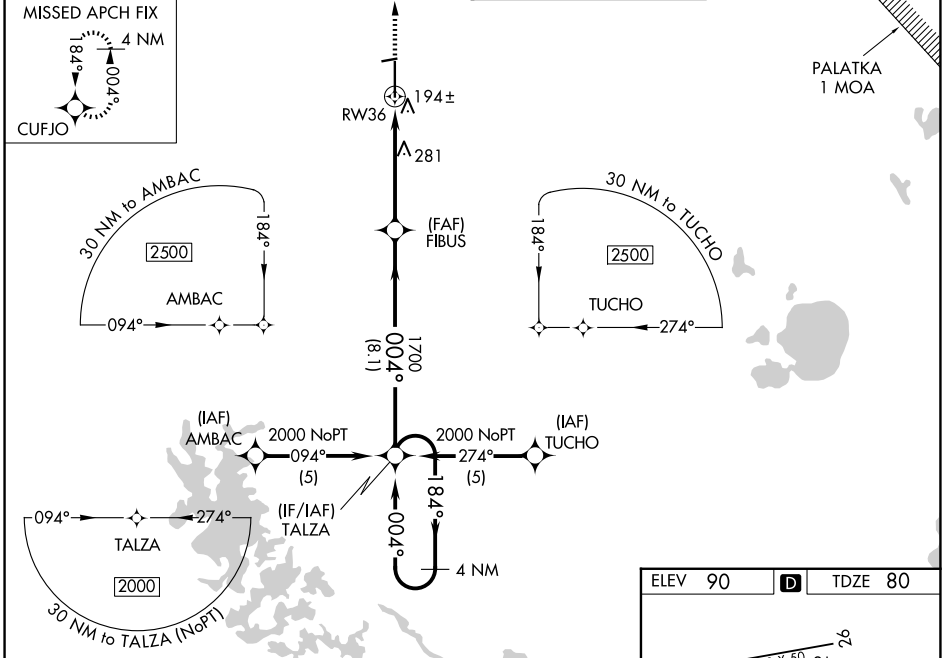 MISSED APCH FIX
4 NM
184°
004°
CUFJO
RW36
194±
281
PALATKA
1 MOA
30 NM to AMBAC
184°
2500
AMBAC
094°
(FAF)
FIBUS
30 NM to TUCHO
184°
2500
TUCHO
274°
1700
004°
(8.1)
(IAF)
AMBAC
2000 NoPT
094°
(5)
2000 NoPT
274°
(5)
(IAF)
TUCHO
(IF/IAF)
TALZA
184°
004°
4 NM
094°
274°
TALZA
2000
30 NM to TALZA (NoPT)
ELEV 90
D
TDZE 80
26